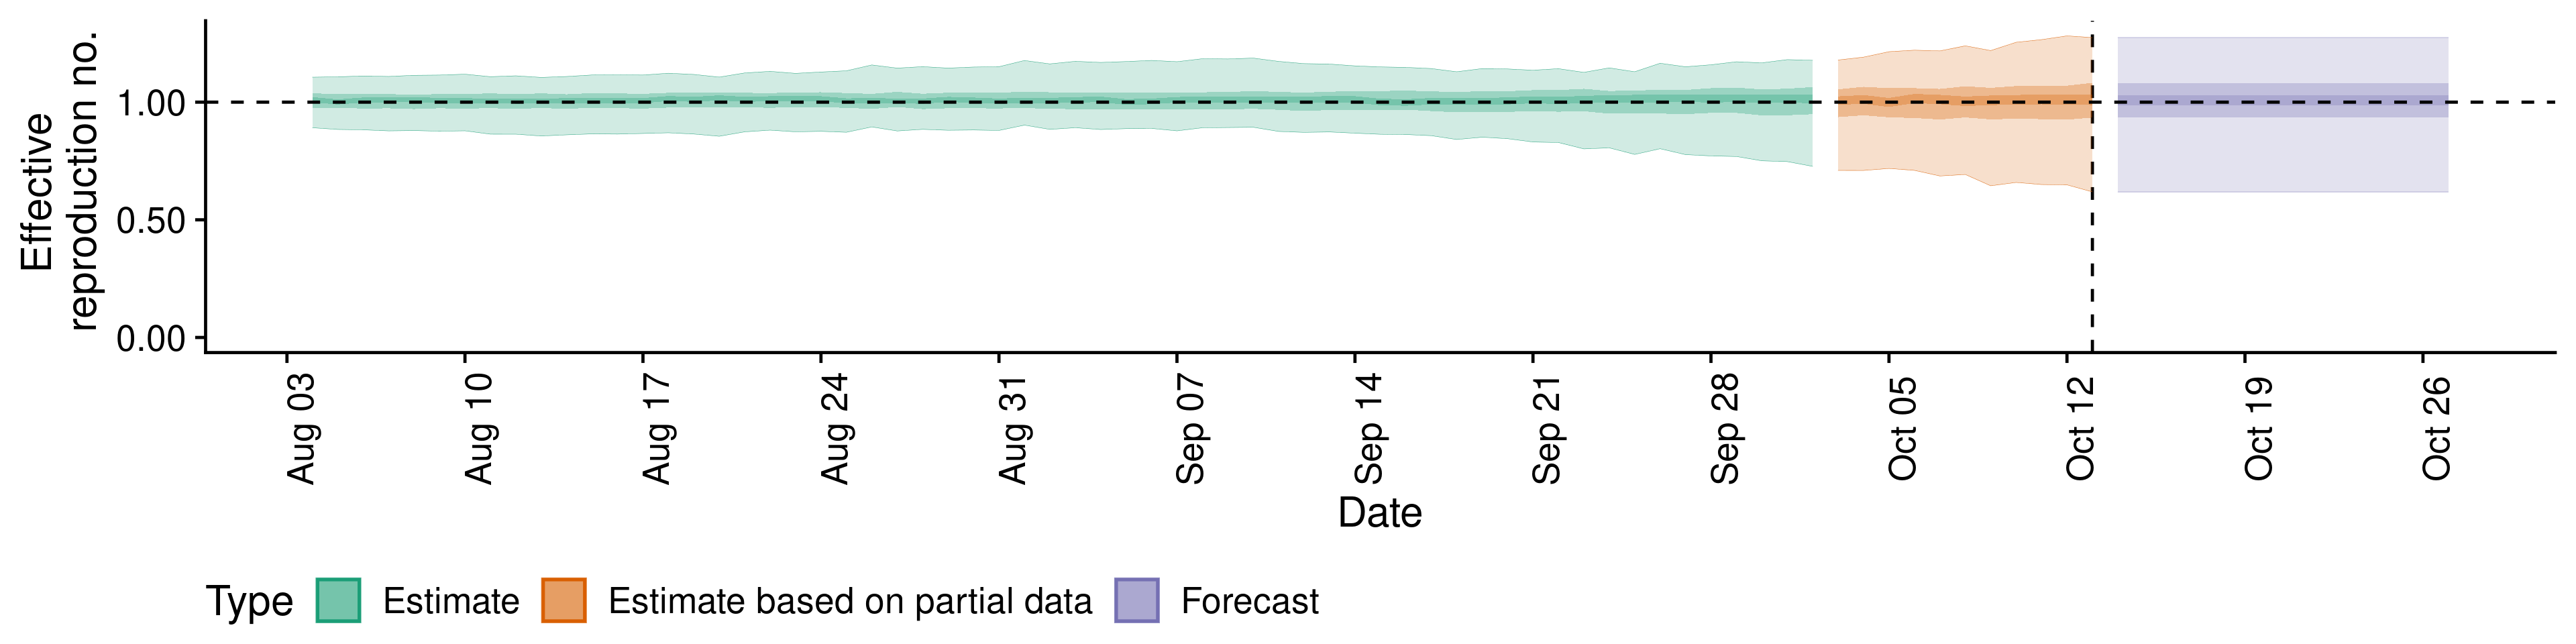 Effective
reproduction no.
1.00
0.50
0.00
Aug 03
Aug 10
Aug 17
Aug 24
Aug 31
Sep 07
Sep 14
Sep 21
Sep 28
Oct 05
Oct 12
Oct 19
Oct 26
Date
Type Estimate Estimate based on partial data Forecast